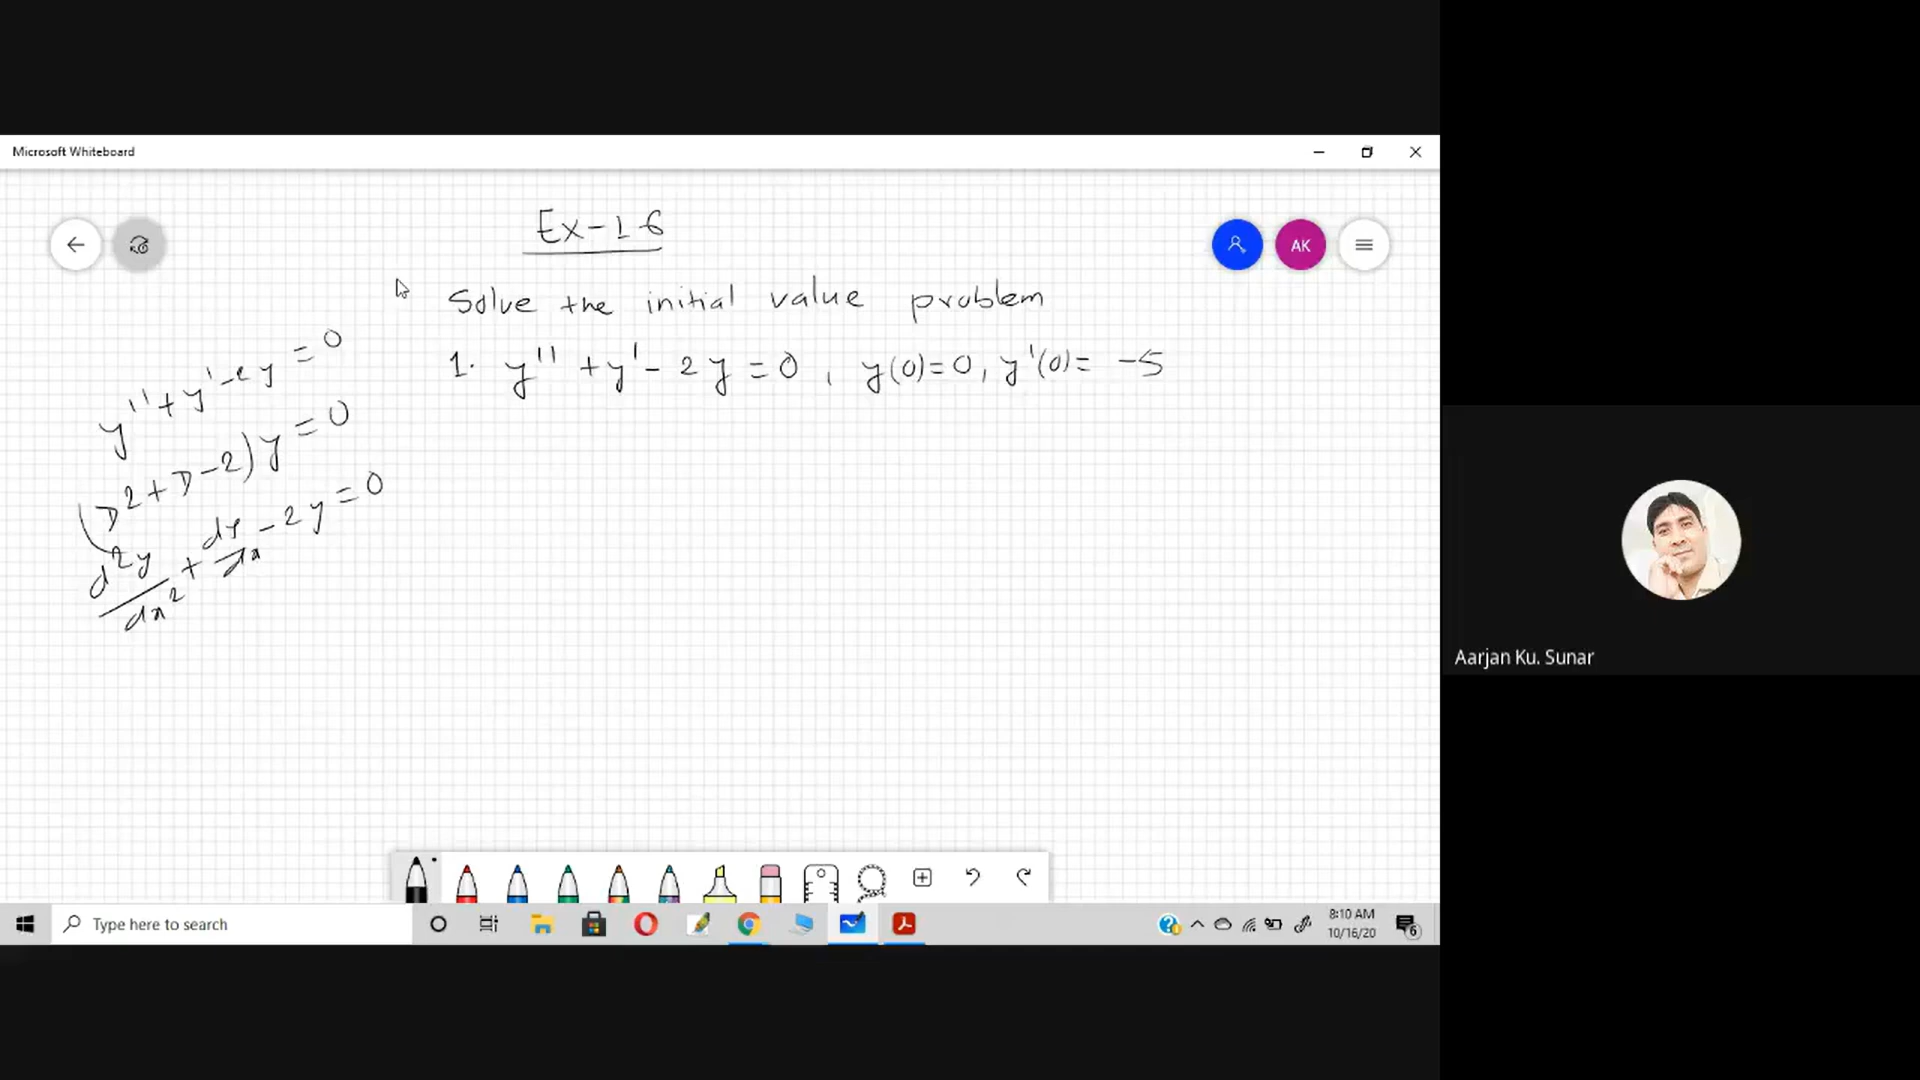 Microsoft Whiteboard
Ex-16
Solve the initial value problem
1. y'' + y' - 2y = 0, y(0)=0, y'(0)= -5
y''+y'-2y=0
(D²+D-2)y=0
d²y/dx² + dy/dx - 2y=0
AK
Aarjan Ku. Sunar
Type here to search
8:10 AM
10/16/20
6